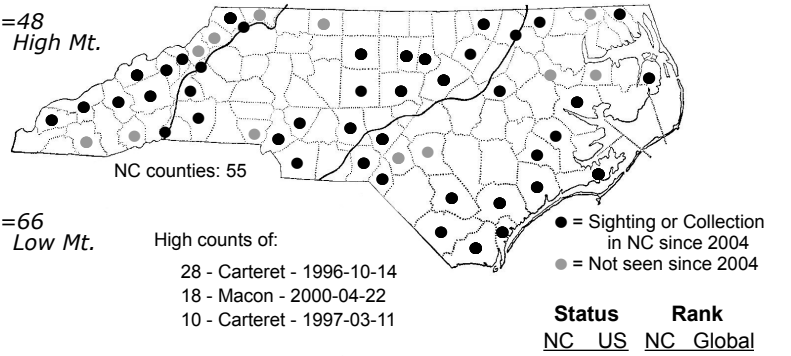 =48
High Mt.
NC counties: 55
=66
Low Mt.
High counts of:
28 - Carteret - 1996-10-14
18 - Macon - 2000-04-22
10 - Carteret - 1997-03-11
= Sighting or Collection
in NC since 2004
= Not seen since 2004
Status Rank
NC US NC Global